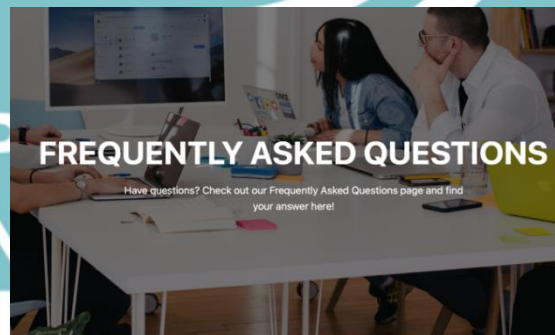 FREQUENTLY ASKED QUESTIONS
Have questions? Check out our Frequently Asked Questions page and find
your answer here!